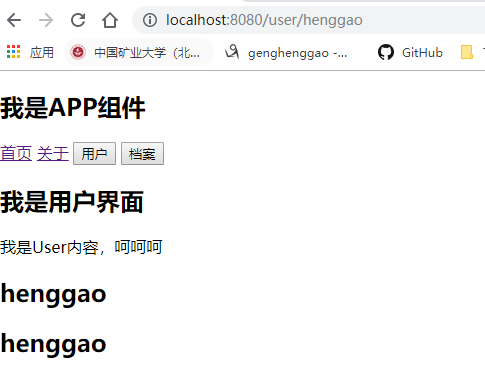 localhost:8080/user/henggao
应用 中国矿业大学（北... genghenggao -... GitHub
我是APP组件
首页 关于 用户 档案
我是用户界面
我是User内容，呵呵呵
henggao
henggao